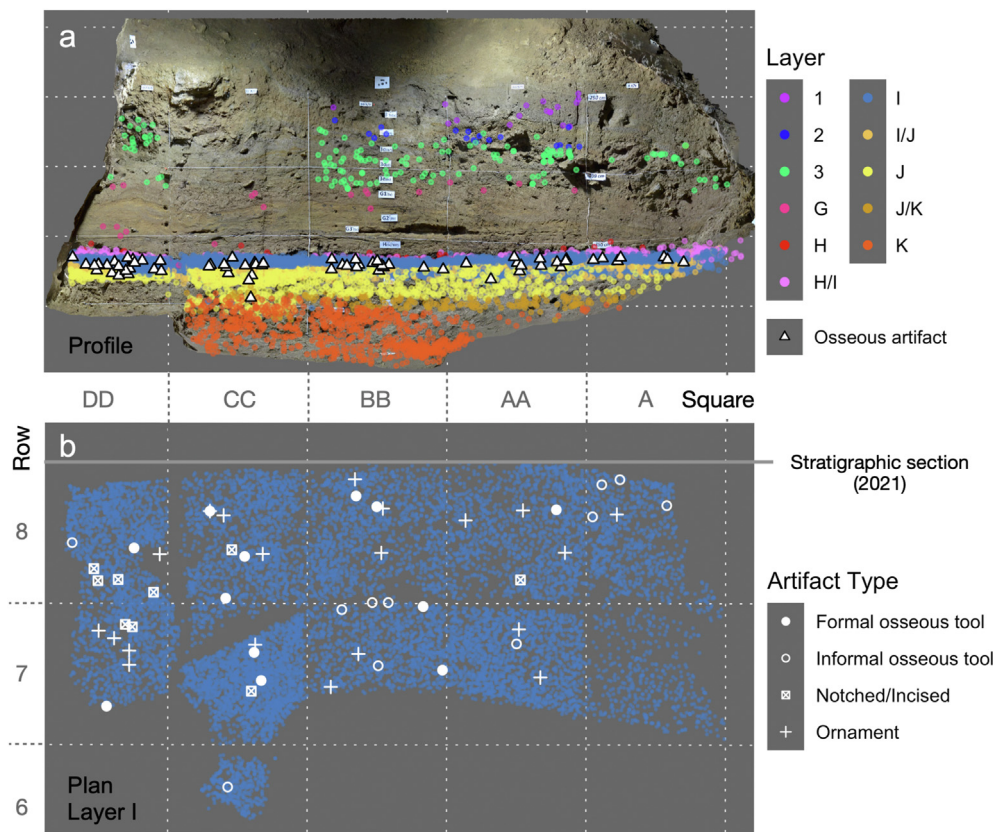 a
Profile
Layer
1
I
2
I/J
3
J
G
J/K
H
K
H/I
Osseous artifact
DD
CC
BB
AA
A
Square
Row
b
Stratigraphic section
(2021)
8
7
6
Plan
Layer I
Artifact Type
Formal osseous tool
Informal osseous tool
Notched/Incised
Ornament